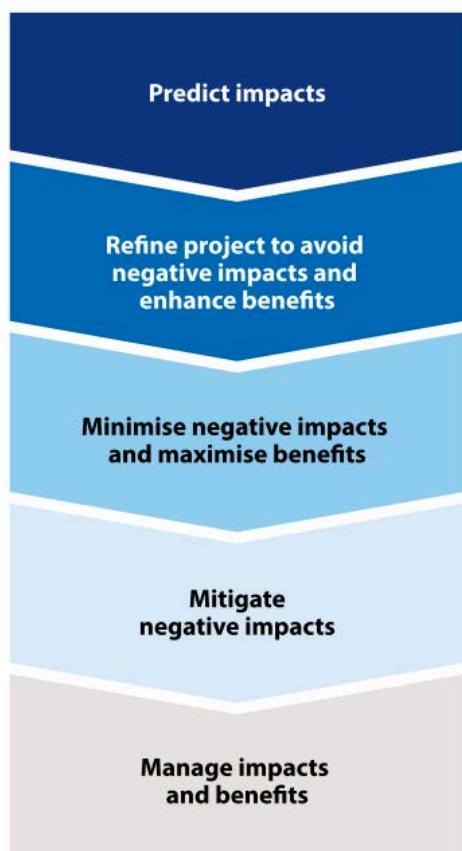 Predict impacts
Refine project to avoid
negative impacts and
enhance benefits
Minimise negative impacts
and maximise benefits
Mitigate
negative impacts
Manage impacts
and benefits